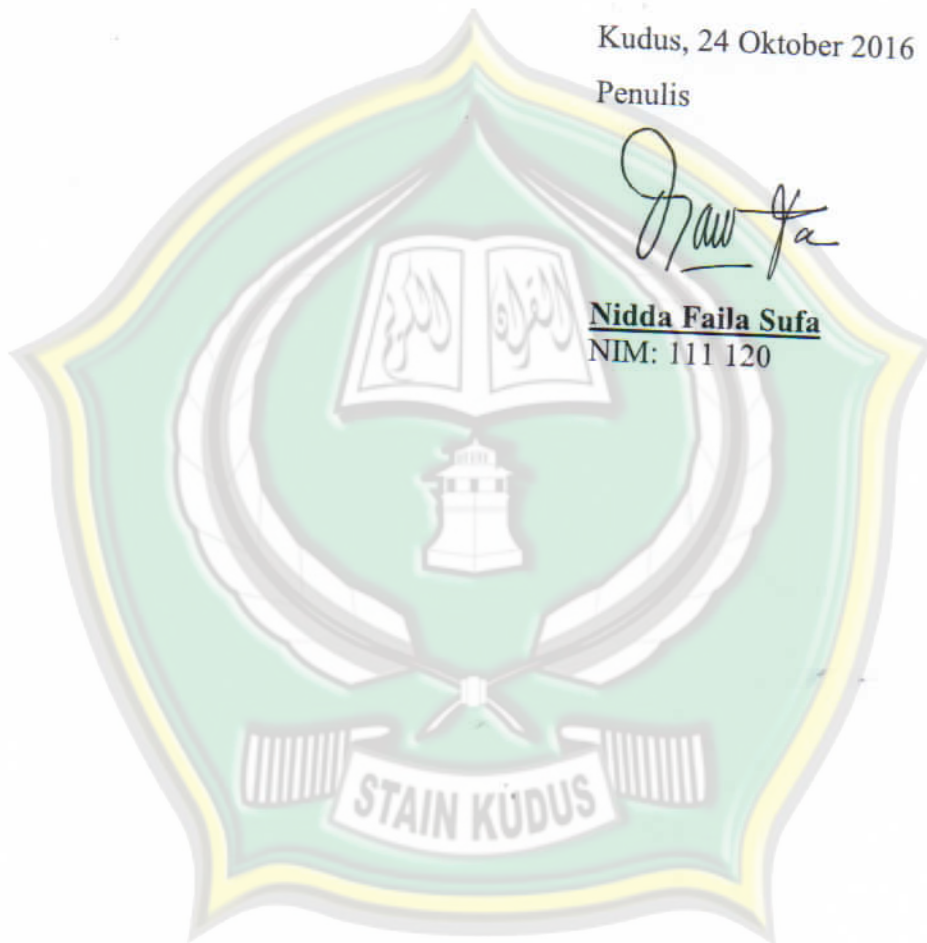 Kudus, 24 Oktober 2016
Penulis
Nidda Faila Sufa
NIM: 111 120
STAIN KUDUS